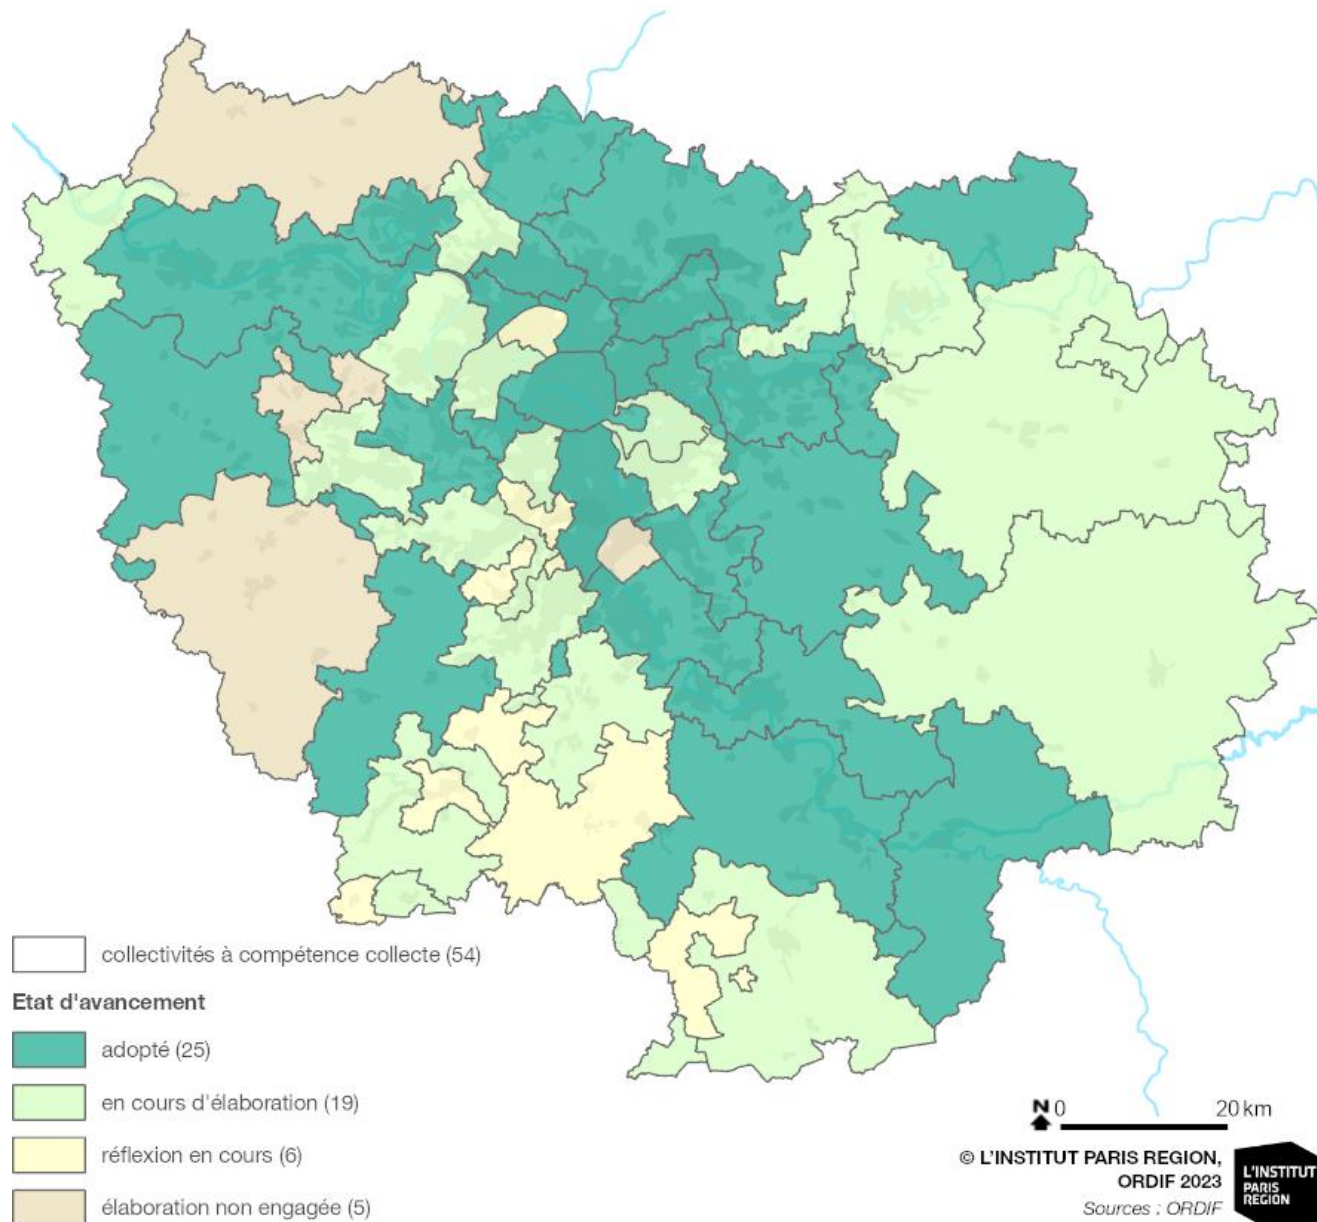 collectivités à compétence collecte (54)
Etat d'avancement
adopté (25)
en cours d'élaboration (19)
réflexion en cours (6)
élaboration non engagée (5)
N 0 20 km
© L'INSTITUT PARIS REGION,
ORDIF 2023
Sources : ORDIF
L'INSTITUT
PARIS
REGION